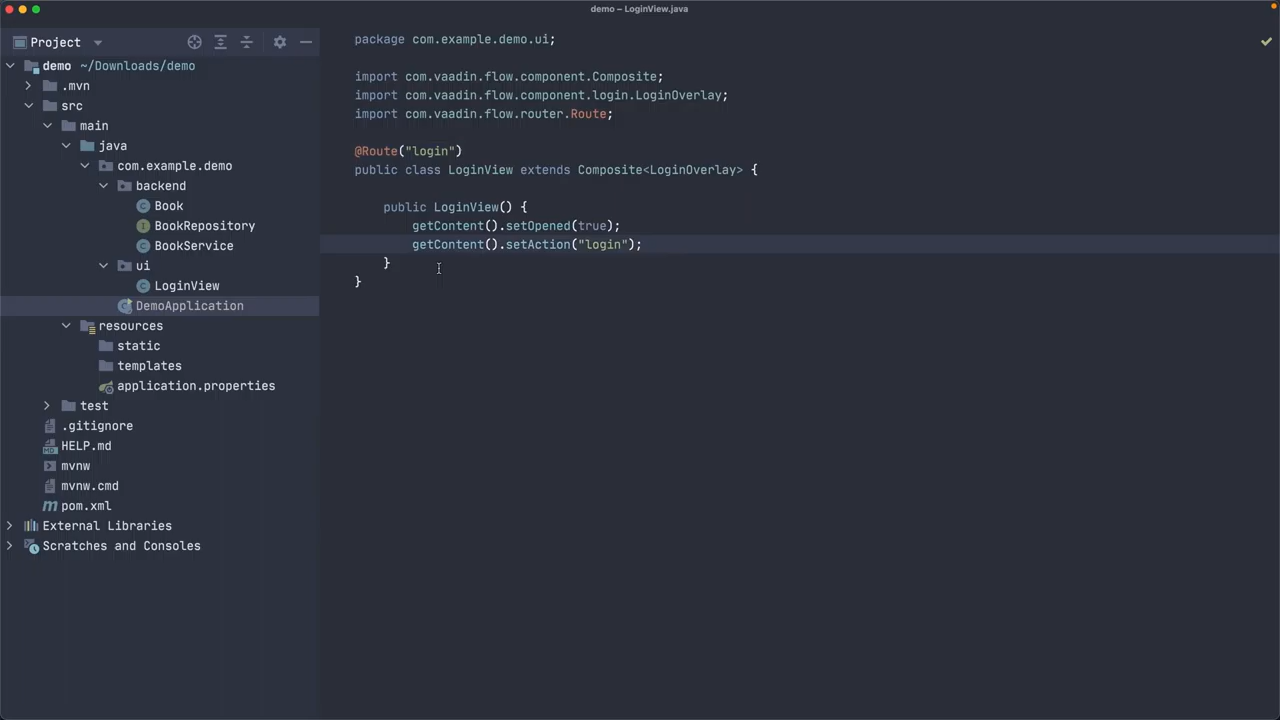 demo – LoginView.java
Project
demo ~/Downloads/demo
.mvn
src
main
java
com.example.demo
backend
Book
BookRepository
BookService
ui
LoginView
DemoApplication
resources
static
templates
application.properties
test
.gitignore
HELP.md
mvnw
mvnw.cmd
pom.xml
External Libraries
Scratches and Consoles
package com.example.demo.ui;
import com.vaadin.flow.component.Composite;
import com.vaadin.flow.component.login.LoginOverlay;
import com.vaadin.flow.router.Route;
@Route("login")
public class LoginView extends Composite<LoginOverlay> {
public LoginView() {
getContent().setOpened(true);
getContent().setAction("login");
}
}